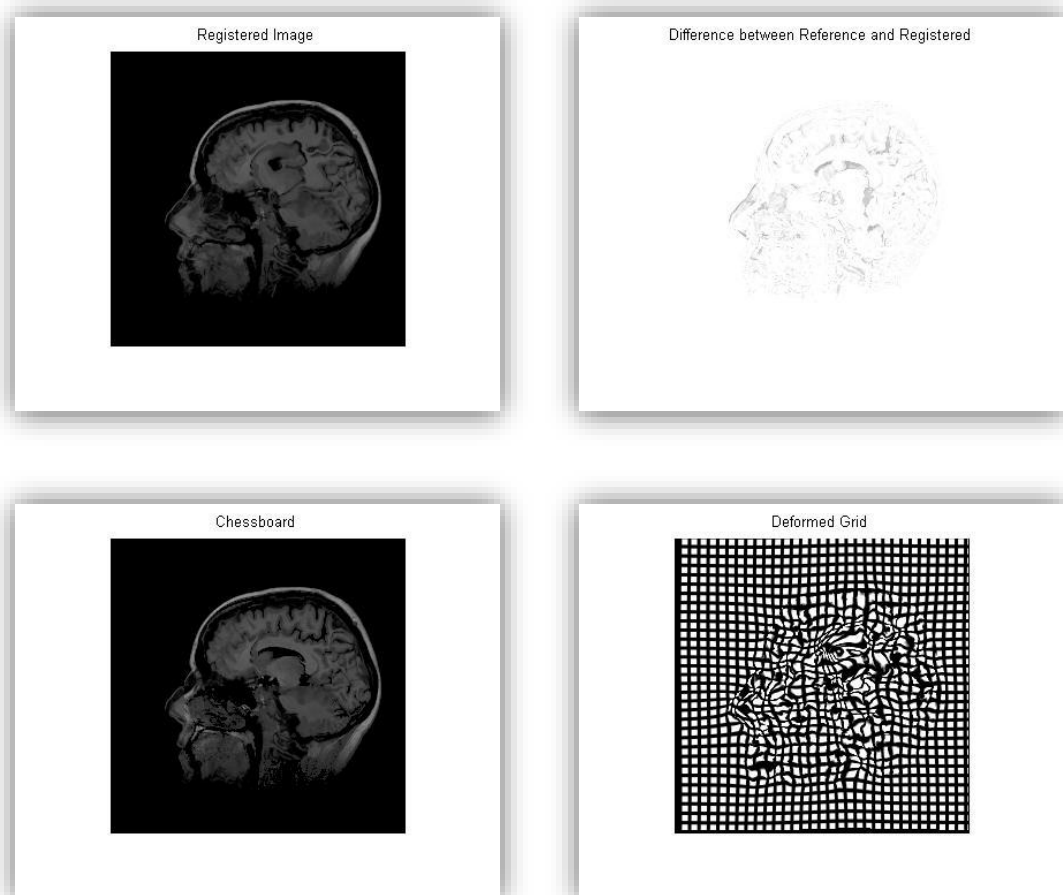 Registered Image
Difference between Reference and Registered
Chessboard
Deformed Grid